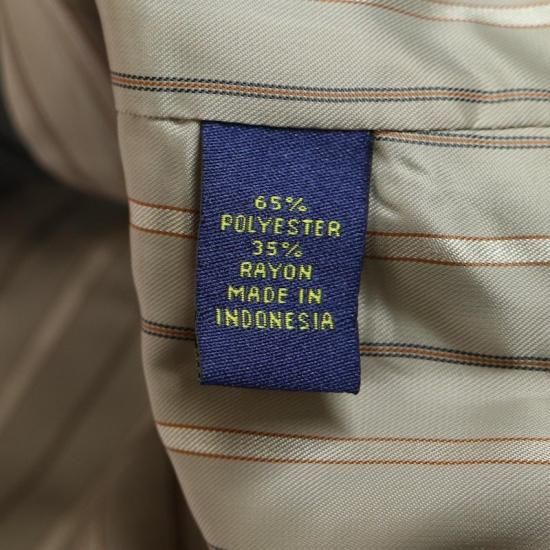 65%
POLYESTER
35%
RAYON
MADE IN
INDONESIA